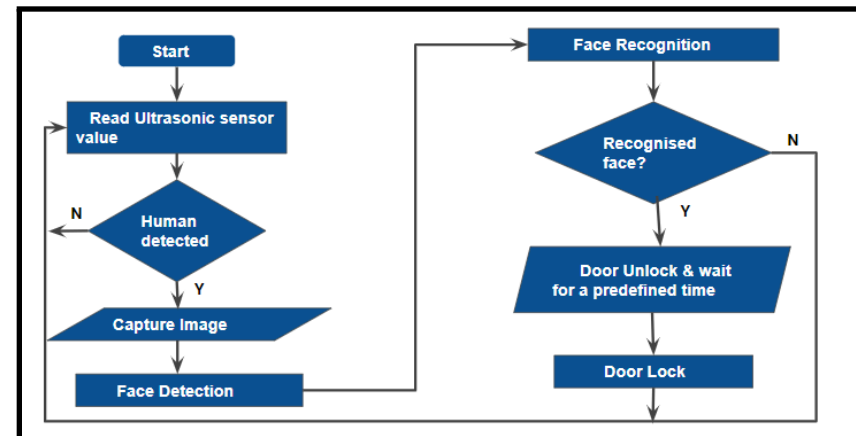 Start
Read Ultrasonic sensor
value
N
Human
detected
Y
Capture Image
Face Detection
Face Recognition
Recognised
face?
N
Y
Door Unlock & wait
for a predefined time
Door Lock